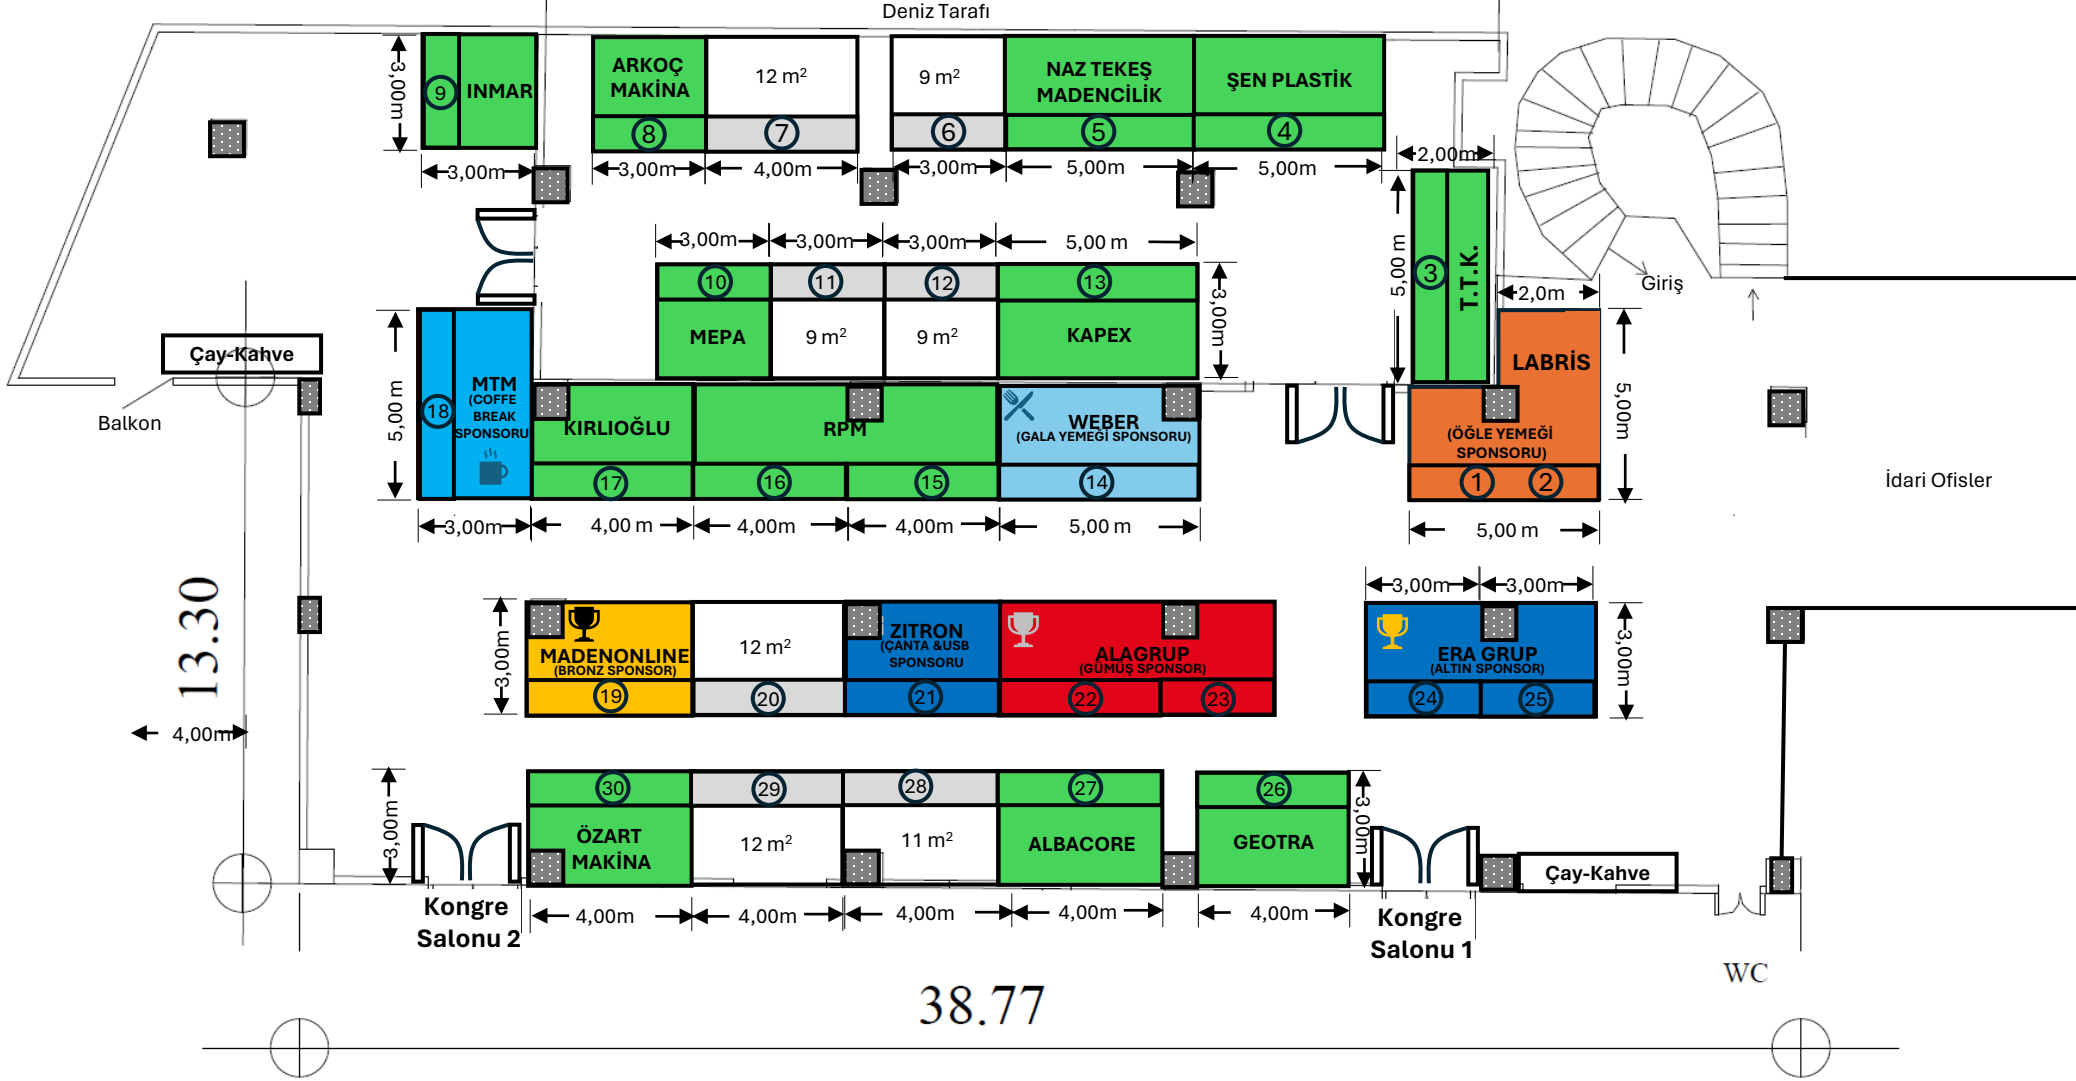 Deniz Tarafı
3,00m
9
INMAR
ARKOÇ
MAKİNA
8
12 m²
7
9 m²
6
NAZ TEKEŞ
MADENCİLİK
5
ŞEN PLASTİK
4
3,00m
3,00m
4,00m
3,00m
5,00m
5,00m
2,00m
3,00m
3,00m
3,00m
5,00 m
10
11
12
13
MEPA
9 m²
9 m²
KAPEX
3,00m
5,00 m
3
T.T.K.
Giriş
2,0m
LABRİS
(ÖĞLE YEMEĞİ
SPONSORU)
1
2
5,00m
5,00 m
Çay-Kahve
Balkon
5,00 m
18
MTM
(COFFE
BREAK
SPONSORU
KIRLIOĞLU
17
RPM
16
15
WEBER
(GALA YEMEĞİ SPONSORU)
14
İdari Ofisler
3,00m
4,00 m
4,00m
4,00m
5,00 m
3,00m
3,00m
13.30
4,00m
3,00m
MADENONLINE
(BRONZ SPONSOR)
19
12 m²
20
ZITRON
(ÇANTA &USB
SPONSORU
21
ALAGRUP
(GÜMÜŞ SPONSOR)
22
23
ERA GRUP
(ALTIN SPONSOR)
24
25
3,00m
3,00m
30
29
28
27
26
ÖZART
MAKİNA
12 m²
11 m²
ALBACORE
GEOTRA
3,00m
Çay-Kahve
Kongre
Salonu 2
4,00m
4,00m
4,00m
4,00m
4,00m
Kongre
Salonu 1
WC
38.77